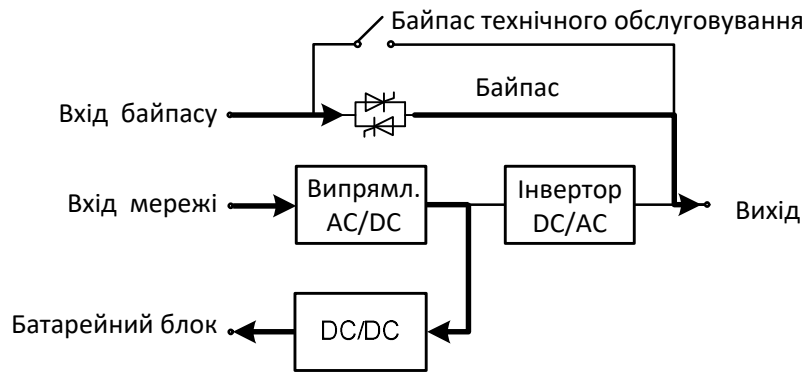 Байпас технічного обслуговування
Байпас
Вхід байпасу
Випрямл.
AC/DC
Інвертор
DC/AC
Вхід мережі
Вихід
Батарейний блок
DC/DC